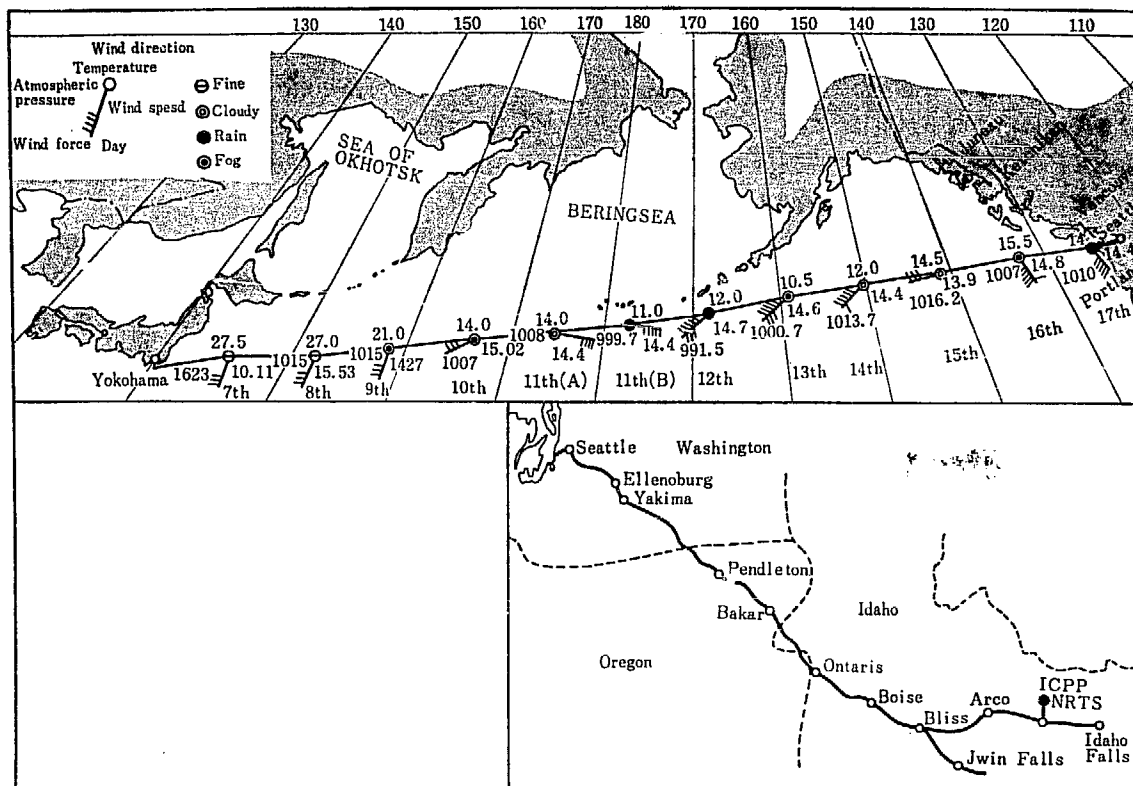 130 140 150 160 170 180 170 160 150 140 130 120 110
Wind direction
Temperature
Atmospheric
pressure
Wind spesd
Wind force Day
Fine
Cloudy
Rain
Fog
SEA OF
OKHOTSK
BERINGSEA
Juneau
Ketchikan
Seattle
Yokohama
27.5
1623
10.11
7th
27.0
1015
15.53
8th
21.0
1015
1427
9th
14.0
1007
15.02
10th
14.0
1008
14.4
11th(A)
11.0
999.7
14.4
11th(B)
12.0
991.5
14.7
12th
10.5
1000.7
14.6
13th
12.0
1013.7
14.4
14th
14.5
1016.2
13.9
15th
15.5
1007
14.8
16th
1010
14.4
17th
Seattle Washington
Ellenoburg
Yakima
Pendleton
Bakar
Idaho
Oregon
Ontaris
Boise
Bliss
Arco
ICPP
NRTS
Idaho
Falls
Jwin Falls